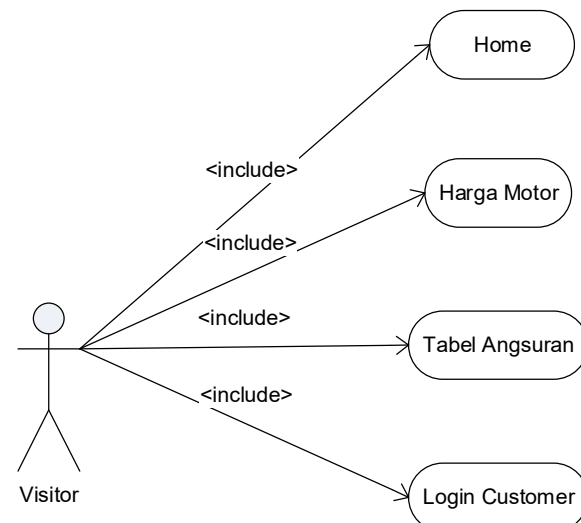 Home
<include>
Harga Motor
<include>
<include>
Tabel Angsuran
<include>
Visitor
Login Customer